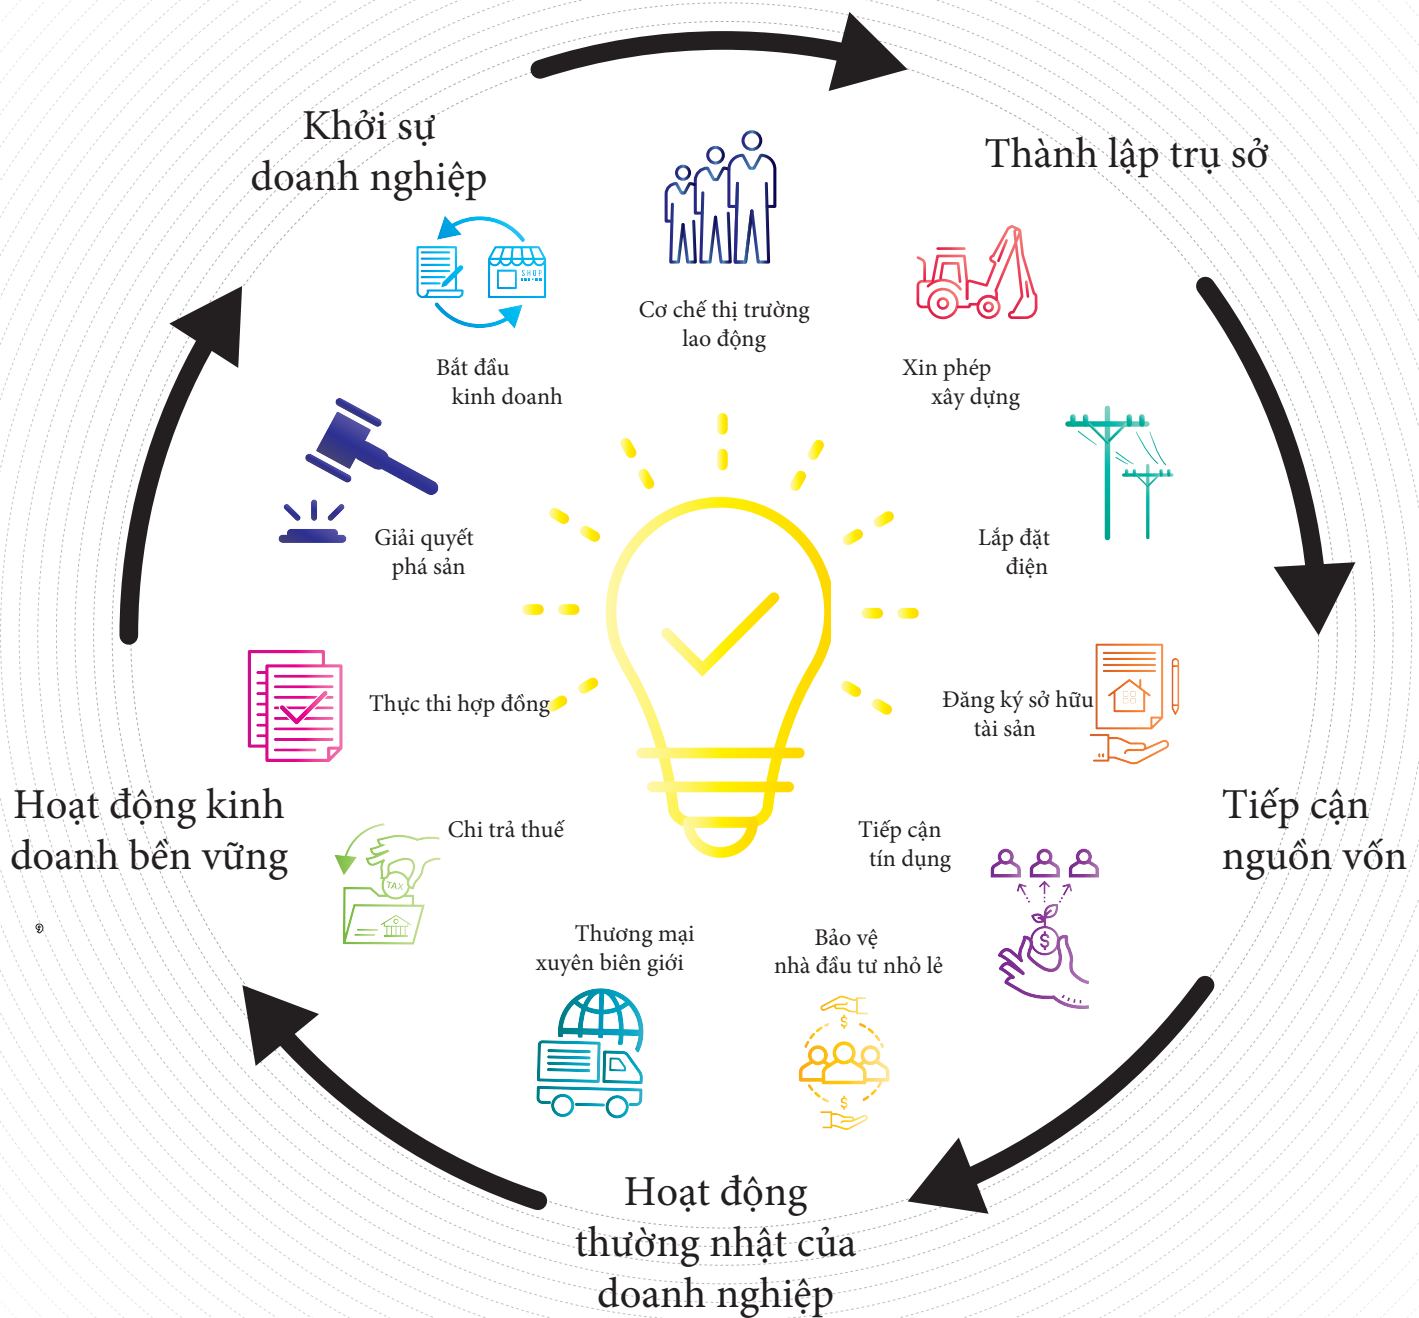 Khởi sự
doanh nghiệp
Thành lập trụ sở
SHOP
Cơ chế thị trường
lao động
Bắt đầu
kinh doanh
Xin phép
xây dựng
Giải quyết
phá sản
Lắp đặt
điện
Thực thi hợp đồng
Đăng ký sở hữu
tài sản
Hoạt động kinh
doanh bền vững
Chi trả thuế
TAX
Tiếp cận
tín dụng
$
Tiếp cận
nguồn vốn
Thương mại
xuyên biên giới
Bảo vệ
nhà đầu tư nhỏ lẻ
$
$
Hoạt động
thường nhật của
doanh nghiệp